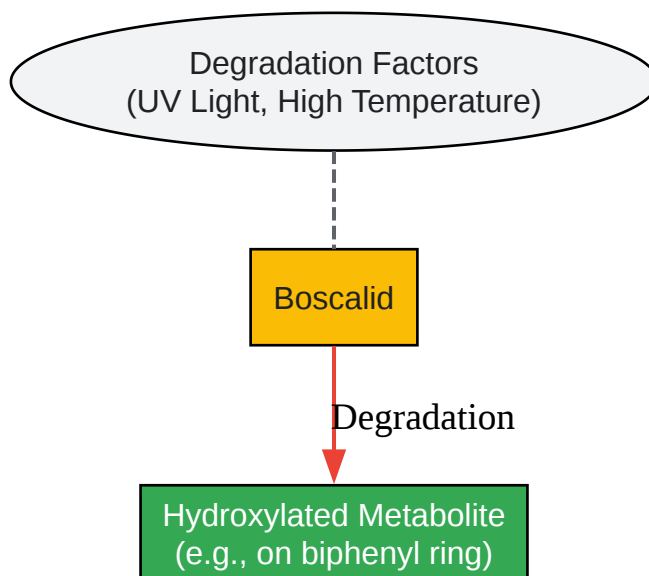 Degradation Factors
(UV Light, High Temperature)
Boscalid
Degradation
Hydroxylated Metabolite
(e.g., on biphenyl ring)